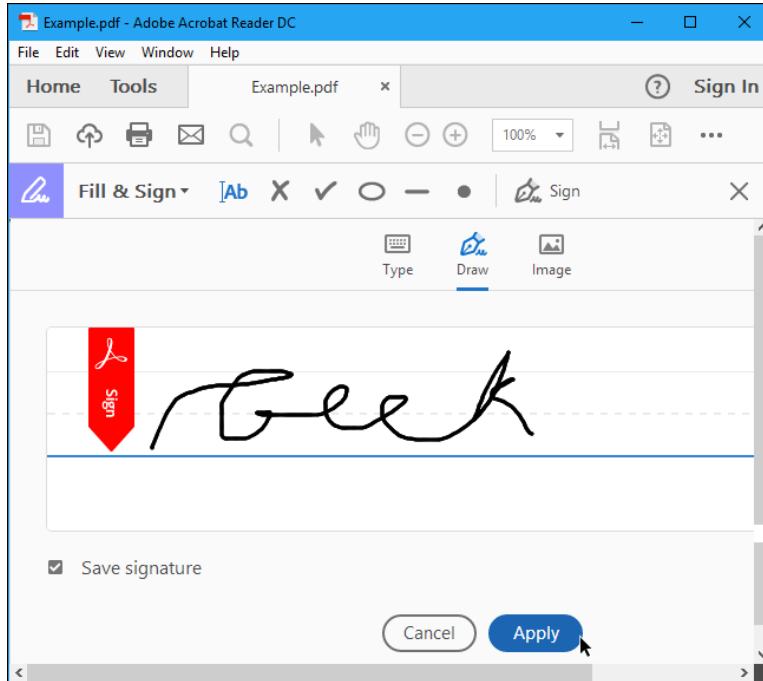 Example.pdf - Adobe Acrobat Reader DC
File Edit View Window Help
Home Tools Example.pdf × ? Sign In
100%
Fill & Sign Ab Sign
Type Draw Image
Sign
Geek
Save signature
Cancel Apply